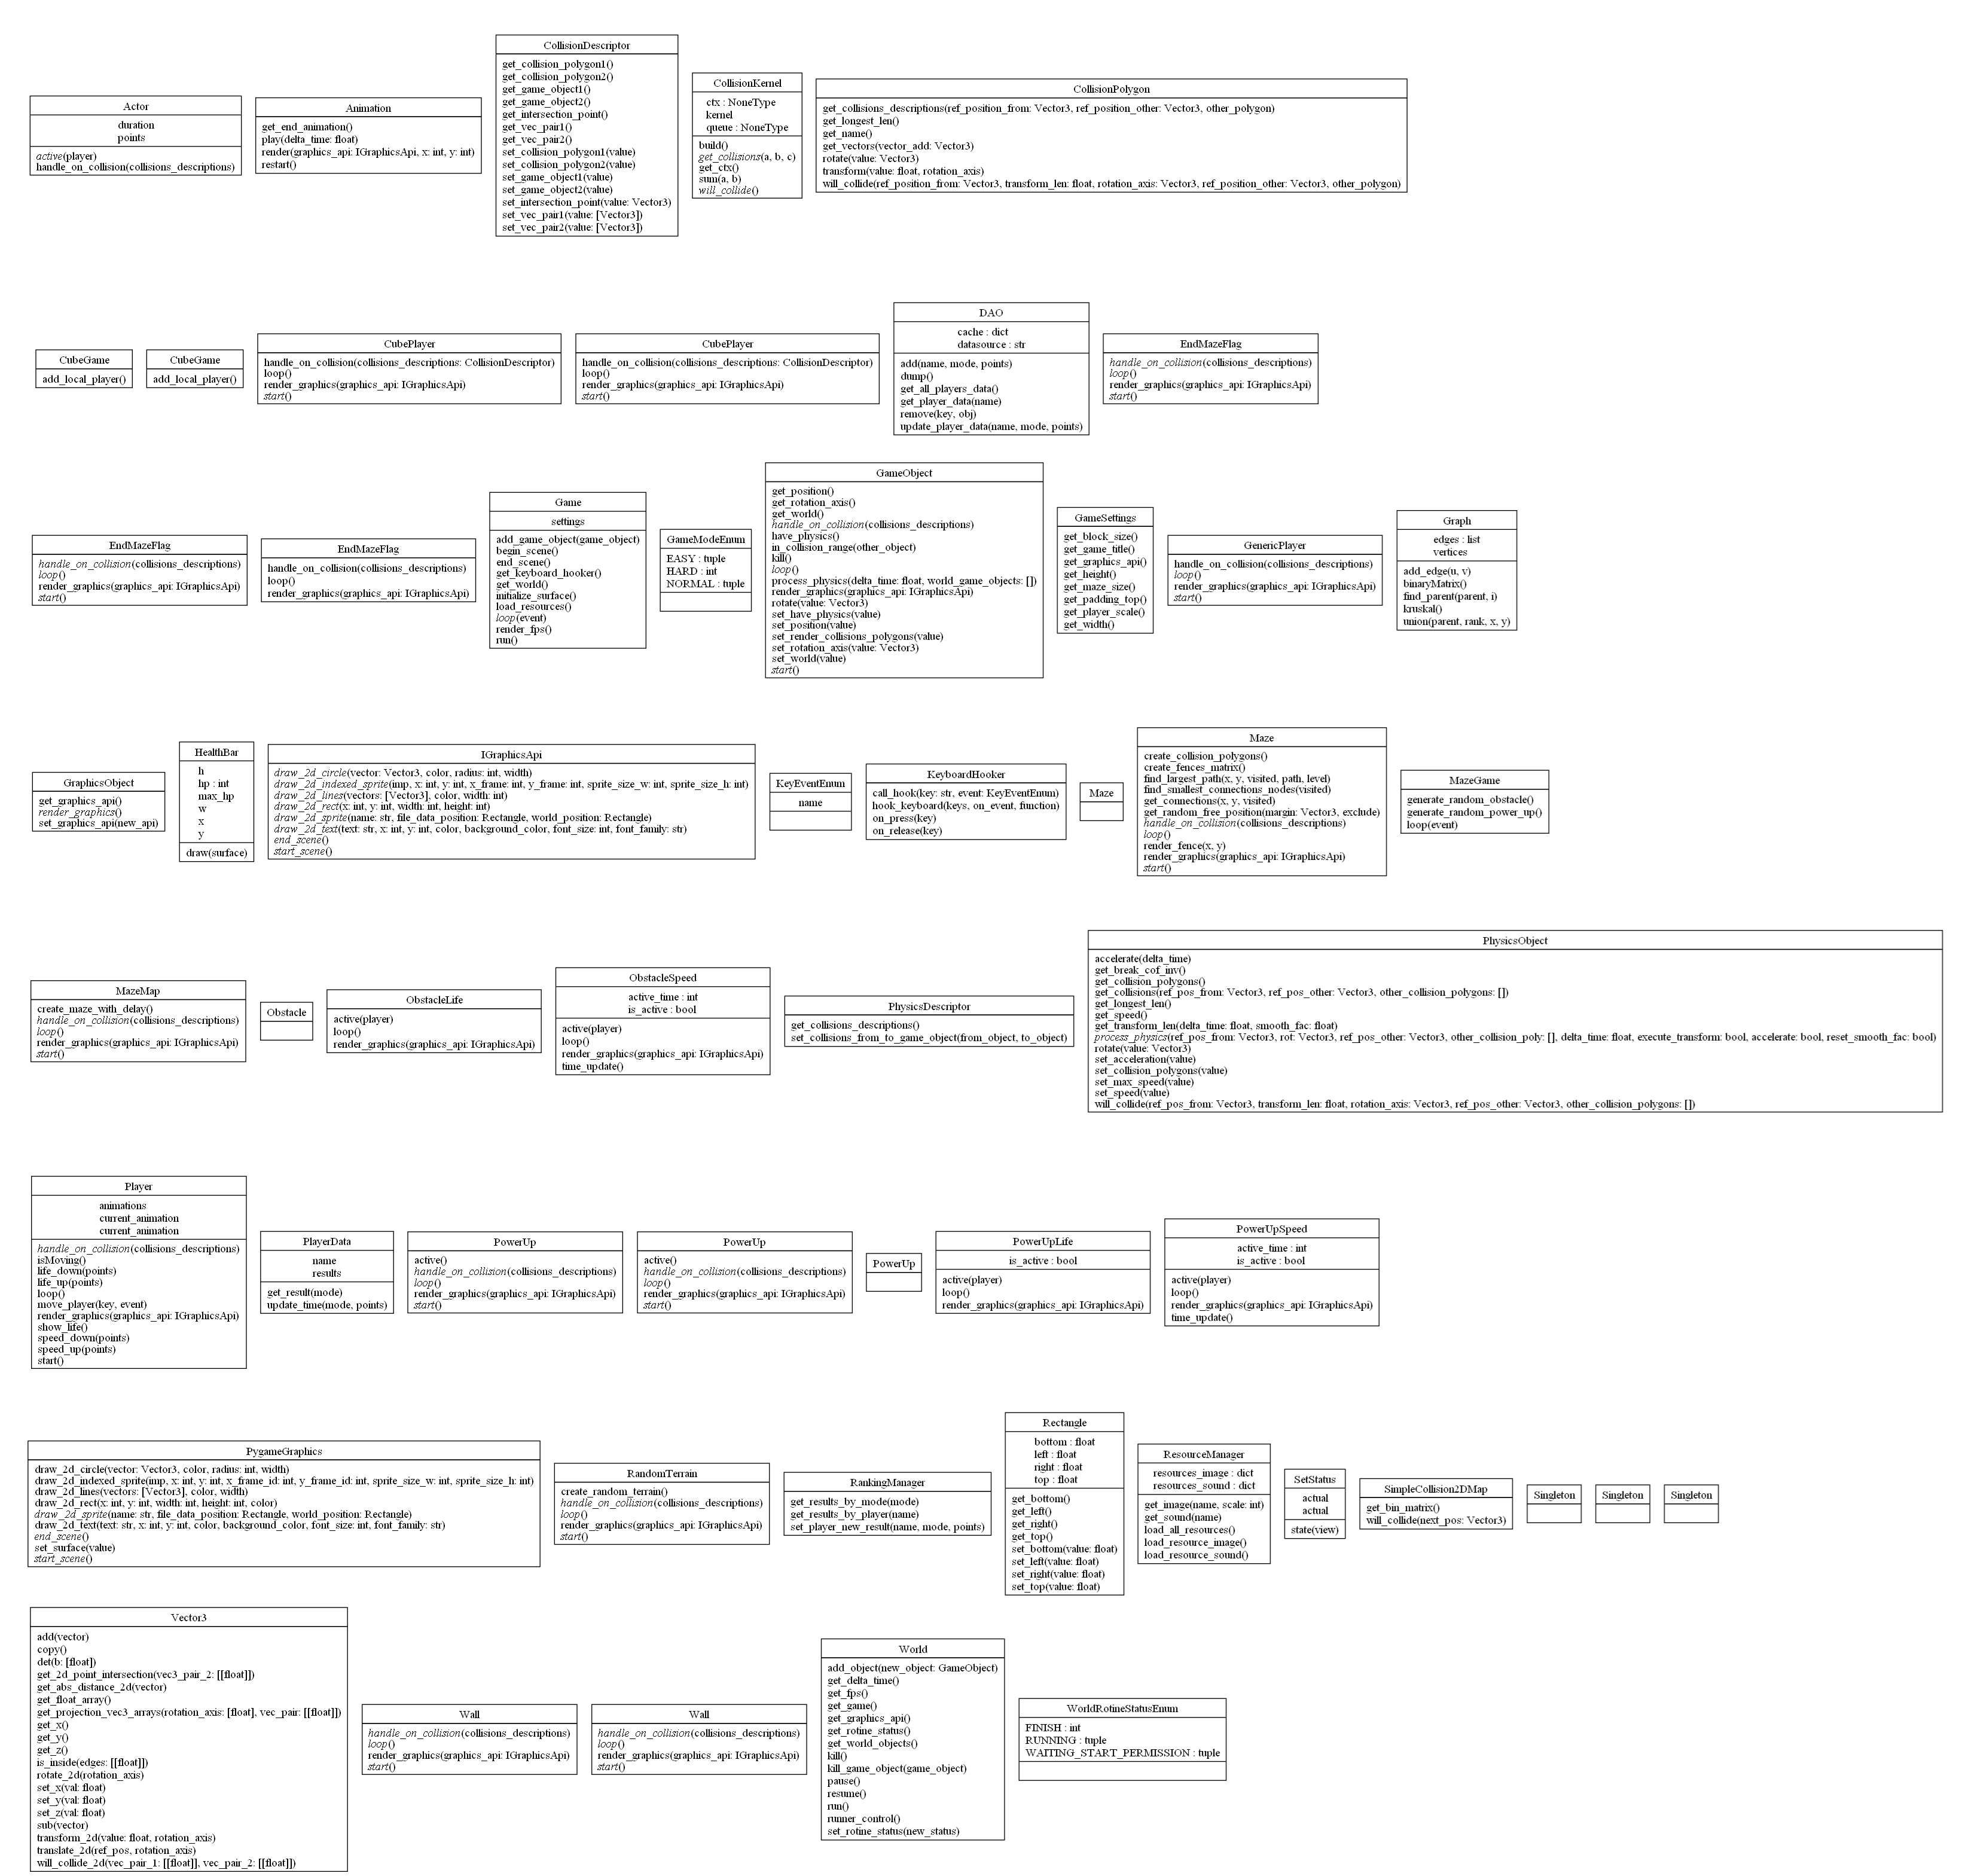 Actor
duration
points
active(player)
handle_on_collision(collisions_descriptions)
Animation
get_end_animation()
play(delta_time: float)
render(graphics_api: IGraphicsApi, x: int, y: int)
restart()
CollisionDescriptor
get_collision_polygon1()
get_collision_polygon2()
get_game_object1()
get_game_object2()
get_intersection_point()
get_vec_pair1()
get_vec_pair2()
set_collision_polygon1(value)
set_collision_polygon2(value)
set_game_object1(value)
set_game_object2(value)
set_intersection_point(value: Vector3)
set_vec_pair1(value: [Vector3])
set_vec_pair2(value: [Vector3])
CollisionKernel
ctx : NoneType
kernel
queue : NoneType
build()
get_collisions(a, b, c)
get_ctx()
sum(a, b)
will_collide()
CollisionPolygon
get_collisions_descriptions(ref_position_from: Vector3, ref_position_other: Vector3, other_polygon)
get_longest_len()
get_name()
get_vectors(vector_add: Vector3)
rotate(value: Vector3)
transform(value: float, rotation_axis)
will_collide(ref_position_from: Vector3, transform_len: float, rotation_axis: Vector3, ref_position_other: Vector3, other_polygon)
CubeGame
add_local_player()
CubeGame
add_local_player()
CubePlayer
handle_on_collision(collisions_descriptions: CollisionDescriptor)
loop()
render_graphics(graphics_api: IGraphicsApi)
start()
CubePlayer
handle_on_collision(collisions_descriptions: CollisionDescriptor)
loop()
render_graphics(graphics_api: IGraphicsApi)
start()
DAO
cache : dict
datasource : str
add(name, mode, points)
dump()
get_all_players_data()
get_player_data(name)
remove(key, obj)
update_player_data(name, mode, points)
EndMazeFlag
handle_on_collision(collisions_descriptions)
loop()
render_graphics(graphics_api: IGraphicsApi)
start()
EndMazeFlag
handle_on_collision(collisions_descriptions)
loop()
render_graphics(graphics_api: IGraphicsApi)
start()
EndMazeFlag
handle_on_collision(collisions_descriptions)
loop()
render_graphics(graphics_api: IGraphicsApi)
Game
settings
add_game_object(game_object)
begin_scene()
end_scene()
get_keyboard_hooker()
get_world()
initialize_surface()
load_resources()
loop(event)
render_fps()
run()
GameModeEnum
EASY : tuple
HARD : int
NORMAL : tuple
GameObject
get_position()
get_rotation_axis()
get_world()
handle_on_collision(collisions_descriptions)
have_physics()
in_collision_range(other_object)
kill()
loop()
process_physics(delta_time: float, world_game_objects: [])
render_graphics(graphics_api: IGraphicsApi)
rotate(value: Vector3)
set_have_physics(value)
set_position(value)
set_render_collisions_polygons(value)
set_rotation_axis(value: Vector3)
set_world(value)
start()
GameSettings
get_block_size()
get_game_title()
get_graphics_api()
get_height()
get_maze_size()
get_padding_top()
get_player_scale()
get_width()
GenericPlayer
handle_on_collision(collisions_descriptions)
loop()
render_graphics(graphics_api: IGraphicsApi)
start()
Graph
edges : list
vertices
add_edge(u, v)
binaryMatrix()
find_parent(parent, i)
kruskal()
union(parent, rank, x, y)
GraphicsObject
get_graphics_api()
render_graphics()
set_graphics_api(new_api)
HealthBar
h
hp : int
max_hp
w
x
y
draw(surface)
IGraphicsApi
draw_2d_circle(vector: Vector3, color, radius: int, width)
draw_2d_indexed_sprite(imp, x: int, y: int, x_frame: int, y_frame: int, sprite_size_w: int, sprite_size_h: int)
draw_2d_lines(vectors: [Vector3], color, width: int)
draw_2d_rect(x: int, y: int, width: int, height: int)
draw_2d_sprite(name: str, file_data_position: Rectangle, world_position: Rectangle)
draw_2d_text(text: str, x: int, y: int, color, background_color, font_size: int, font_family: str)
end_scene()
start_scene()
KeyEventEnum
name
KeyboardHooker
call_hook(key: str, event: KeyEventEnum)
hook_keyboard(keys, on_event, function)
on_press(key)
on_release(key)
Maze
Maze
create_collision_polygons()
create_fences_matrix()
find_largest_path(x, y, visited, path, level)
find_smallest_connections_nodes(visited)
get_connections(x, y, visited)
get_random_free_position(margin: Vector3, exclude)
handle_on_collision(collisions_descriptions)
loop()
render_fence(x, y)
render_graphics(graphics_api: IGraphicsApi)
start()
MazeGame
generate_random_obstacle()
generate_random_power_up()
loop(event)
MazeMap
create_maze_with_delay()
handle_on_collision(collisions_descriptions)
loop()
render_graphics(graphics_api: IGraphicsApi)
start()
Obstacle
ObstacleLife
active(player)
loop()
render_graphics(graphics_api: IGraphicsApi)
ObstacleSpeed
active_time : int
is_active : bool
active(player)
loop()
render_graphics(graphics_api: IGraphicsApi)
time_update()
PhysicsDescriptor
get_collisions_descriptions()
set_collisions_from_to_game_object(from_object, to_object)
PhysicsObject
accelerate(delta_time)
get_break_cof_inv()
get_collision_polygons()
get_collisions(ref_pos_from: Vector3, ref_pos_other: Vector3, other_collision_polygons: [])
get_longest_len()
get_speed()
get_transform_len(delta_time: float, smooth_fac: float)
process_physics(ref_pos_from: Vector3, rot: Vector3, ref_pos_other: Vector3, other_collision_poly: [], delta_time: float, execute_transform: bool, accelerate: bool, reset_smooth_fac: bool)
rotate(value: Vector3)
set_acceleration(value)
set_collision_polygons(value)
set_max_speed(value)
set_speed(value)
will_collide(ref_pos_from: Vector3, transform_len: float, rotation_axis: Vector3, ref_pos_other: Vector3, other_collision_polygons: [])
Player
animations
current_animation
current_animation
handle_on_collision(collisions_descriptions)
isMoving()
life_down(points)
life_up(points)
loop()
move_player(key, event)
render_graphics(graphics_api: IGraphicsApi)
show_life()
speed_down(points)
speed_up(points)
start()
PlayerData
name
results
get_result(mode)
update_time(mode, points)
PowerUp
active()
handle_on_collision(collisions_descriptions)
loop()
render_graphics(graphics_api: IGraphicsApi)
start()
PowerUp
active()
handle_on_collision(collisions_descriptions)
loop()
render_graphics(graphics_api: IGraphicsApi)
start()
PowerUp
PowerUpLife
is_active : bool
active(player)
loop()
render_graphics(graphics_api: IGraphicsApi)
PowerUpSpeed
active_time : int
is_active : bool
active(player)
loop()
render_graphics(graphics_api: IGraphicsApi)
time_update()
PygameGraphics
draw_2d_circle(vector: Vector3, color, radius: int, width)
draw_2d_indexed_sprite(imp, x: int, y: int, x_frame_id: int, y_frame_id: int, sprite_size_w: int, sprite_size_h: int)
draw_2d_lines(vectors: [Vector3], color, width)
draw_2d_rect(x: int, y: int, width: int, height: int, color)
draw_2d_sprite(name: str, file_data_position: Rectangle, world_position: Rectangle)
draw_2d_text(text: str, x: int, y: int, color, background_color, font_size: int, font_family: str)
end_scene()
set_surface(value)
start_scene()
RandomTerrain
create_random_terrain()
handle_on_collision(collisions_descriptions)
loop()
render_graphics(graphics_api: IGraphicsApi)
start()
RankingManager
get_results_by_mode(mode)
get_results_by_player(name)
set_player_new_result(name, mode, points)
Rectangle
bottom : float
left : float
right : float
top : float
get_bottom()
get_left()
get_right()
get_top()
set_bottom(value: float)
set_left(value: float)
set_right(value: float)
set_top(value: float)
ResourceManager
resources_image : dict
resources_sound : dict
get_image(name, scale: int)
get_sound(name)
load_all_resources()
load_resource_image()
load_resource_sound()
SetStatus
actual
actual
state(view)
SimpleCollision2DMap
get_bin_matrix()
will_collide(next_pos: Vector3)
Singleton
Singleton
Singleton
Vector3
add(vector)
copy()
det(b: [float])
get_2d_point_intersection(vec3_pair_2: [[float]])
get_abs_distance_2d(vector)
get_float_array()
get_projection_vec3_arrays(rotation_axis: [float], vec_pair: [[float]])
get_x()
get_y()
get_z()
is_inside(edges: [[float]])
rotate_2d(rotation_axis)
set_x(val: float)
set_y(val: float)
set_z(val: float)
sub(vector)
transform_2d(value: float, rotation_axis)
translate_2d(ref_pos, rotation_axis)
will_collide_2d(vec_pair_1: [[float]], vec_pair_2: [[float]])
Wall
handle_on_collision(collisions_descriptions)
loop()
render_graphics(graphics_api: IGraphicsApi)
start()
Wall
handle_on_collision(collisions_descriptions)
loop()
render_graphics(graphics_api: IGraphicsApi)
start()
World
add_object(new_object: GameObject)
get_delta_time()
get_fps()
get_game()
get_graphics_api()
get_rotine_status()
get_world_objects()
kill()
kill_game_object(game_object)
pause()
resume()
run()
runner_control()
set_rotine_status(new_status)
WorldRotineStatusEnum
FINISH : int
RUNNING : tuple
WAITING_START_PERMISSION : tuple